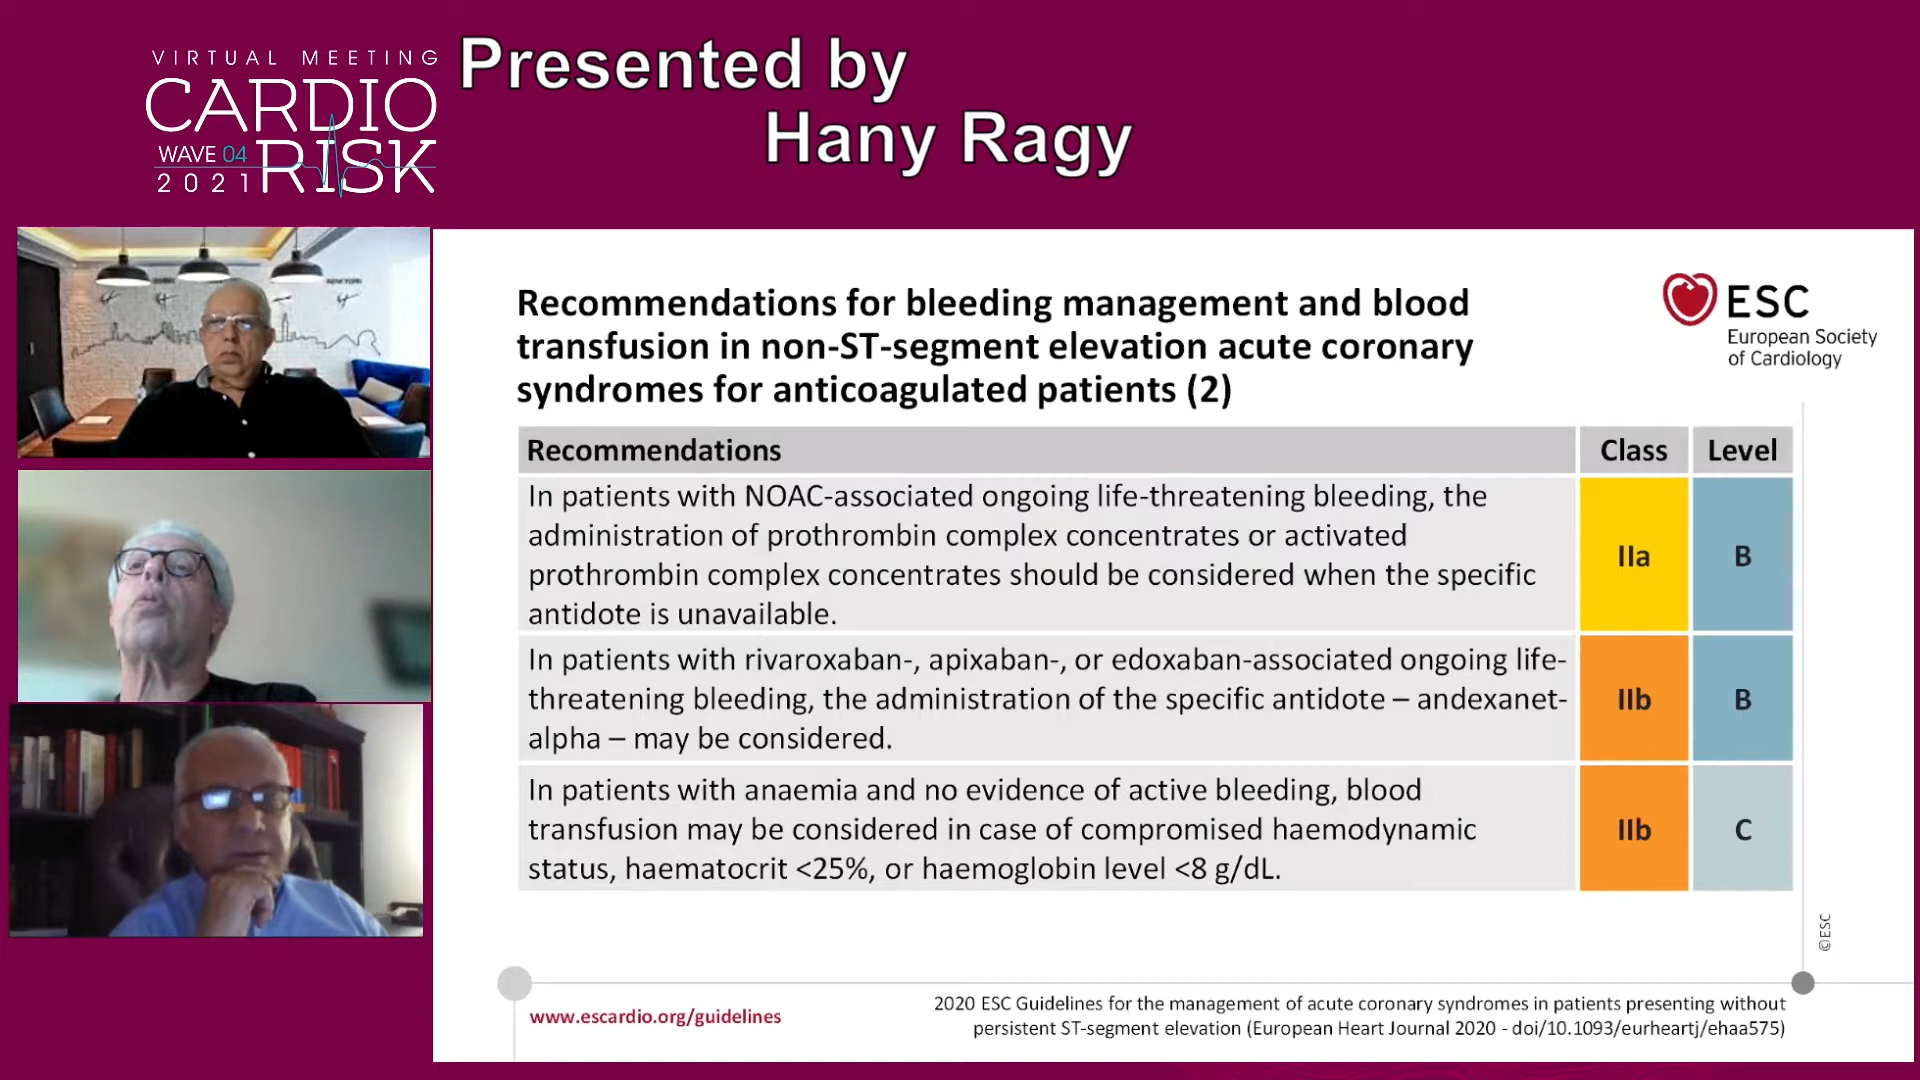 VIRTUAL MEETING
CARDIO
WAVE 04
RISK
2021
Presented by
Hany Ragy
Recommendations for bleeding management and blood
transfusion in non-ST-segment elevation acute coronary
syndromes for anticoagulated patients (2)
ESC
European Society
of Cardiology
Recommendations Class Level
In patients with NOAC-associated ongoing life-threatening bleeding, the
administration of prothrombin complex concentrates or activated
prothrombin complex concentrates should be considered when the specific
antidote is unavailable.
IIa B
In patients with rivaroxaban-, apixaban-, or edoxaban-associated ongoing life-
threatening bleeding, the administration of the specific antidote – andexanet-
alpha – may be considered.
IIb B
In patients with anaemia and no evidence of active bleeding, blood
transfusion may be considered in case of compromised haemodynamic
status, haematocrit <25%, or haemoglobin level <8 g/dL.
IIb C
©ESC
www.escardio.org/guidelines
2020 ESC Guidelines for the management of acute coronary syndromes in patients presenting without
persistent ST-segment elevation (European Heart Journal 2020 - doi/10.1093/eurheartj/ehaa575)